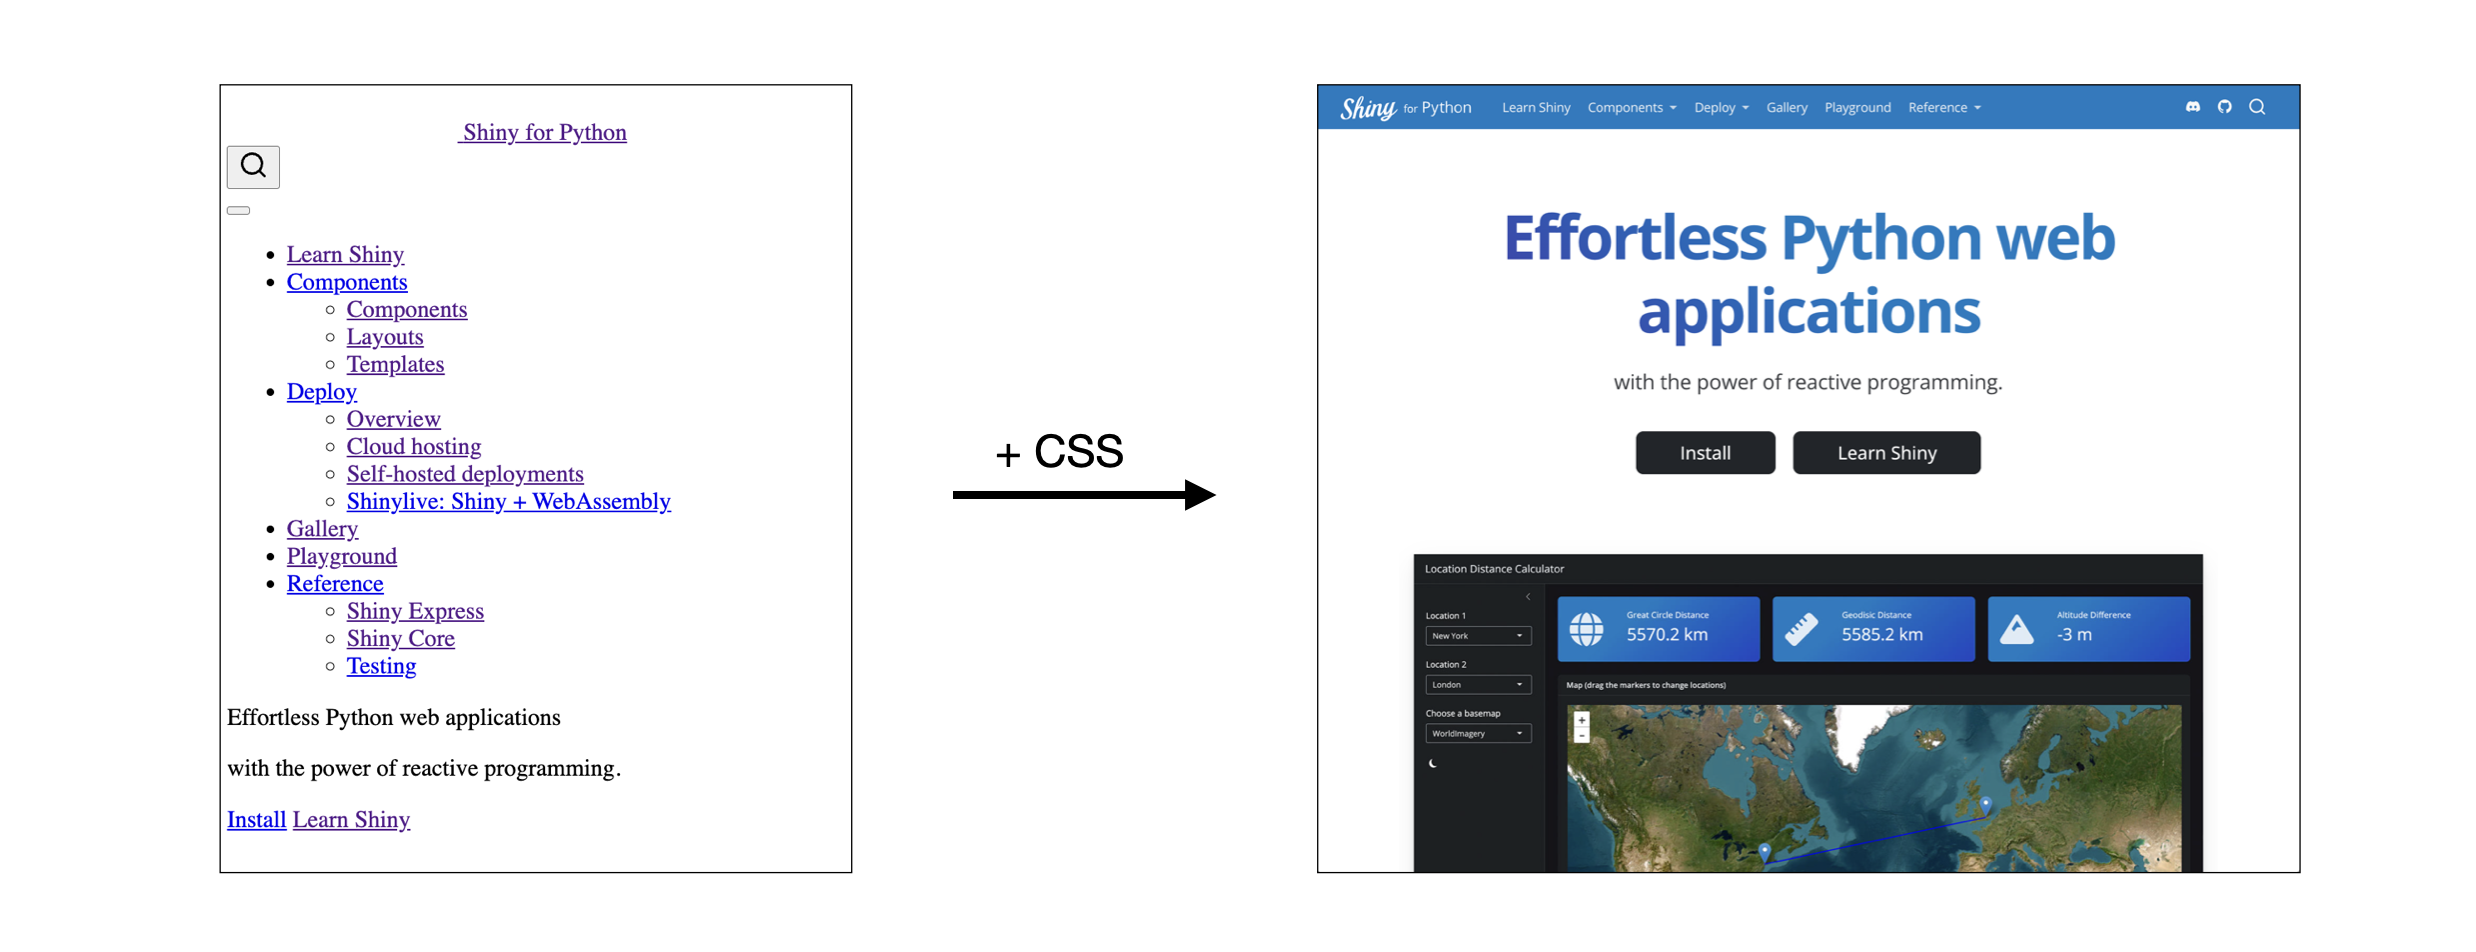 Shiny for Python
Learn Shiny
Components
Components
Layouts
Templates
Deploy
Overview
Cloud hosting
Self-hosted deployments
Shinylive: Shiny + WebAssembly
Gallery
Playground
Reference
Shiny Express
Shiny Core
Testing
Effortless Python web applications
with the power of reactive programming.
Install Learn Shiny
+ CSS
Shiny for Python Learn Shiny Components Deploy Gallery Playground Reference
Effortless Python web
applications
with the power of reactive programming.
Install Learn Shiny
Location Distance Calculator
Location 1
New York
Location 2
London
Choose a basemap
WorldImagery
Great Circle Distance
5570.2 km
Geodisic Distance
5585.2 km
Altitude Difference
-3 m
Map (drag the markers to change locations)
+
-